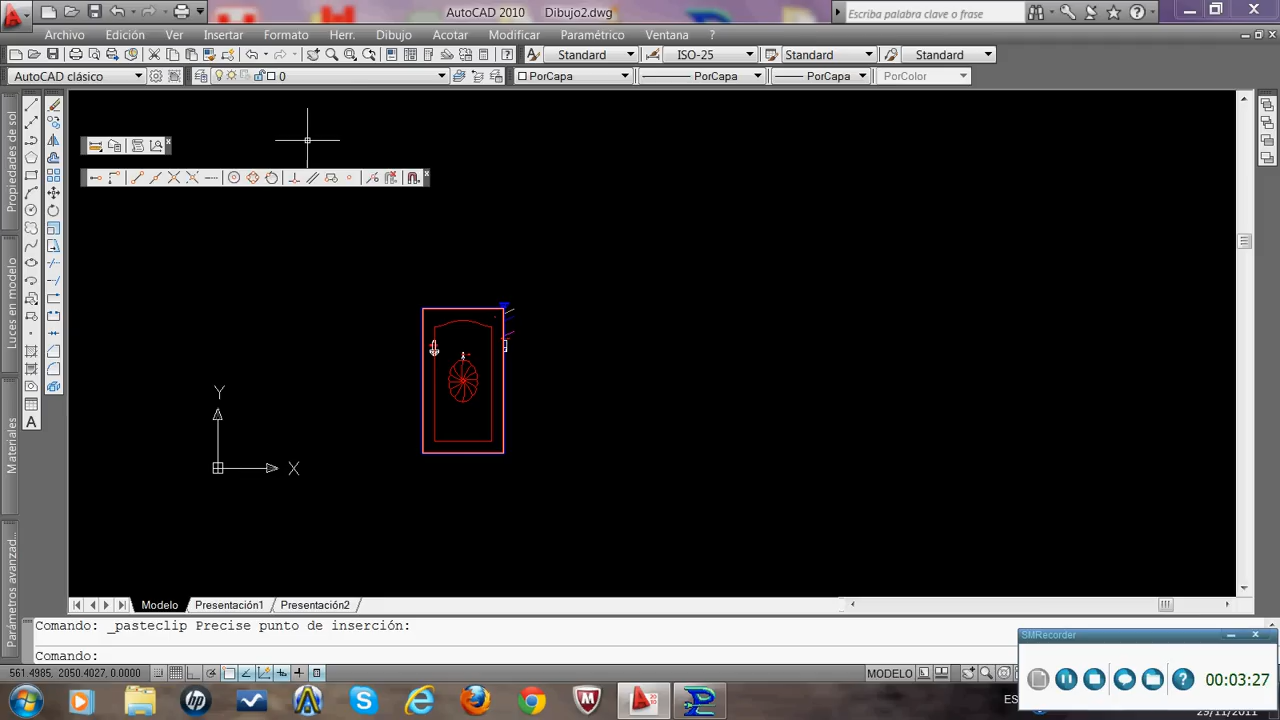 AutoCAD 2010 Dibujo2.dwg
Escriba palabra clave o frase
Archivo Edición Ver Insertar Formato Herr. Dibujo Acotar Modificar Paramétrico Ventana
Standard ISO-25 Standard Standard
AutoCAD clásico 0 PorCapa PorCapa PorCapa PorColor
Propiedades de sol
Luces en modelo
Materiales
Parámetros avanzad...
Y
X
Modelo Presentación1 Presentación2
Comando: _pasteclip Precise punto de inserción:
Comando:
561.4985, 2050.4027, 0.0000 MODELO
SMRecorder
00:03:27
ES
29/11/2011